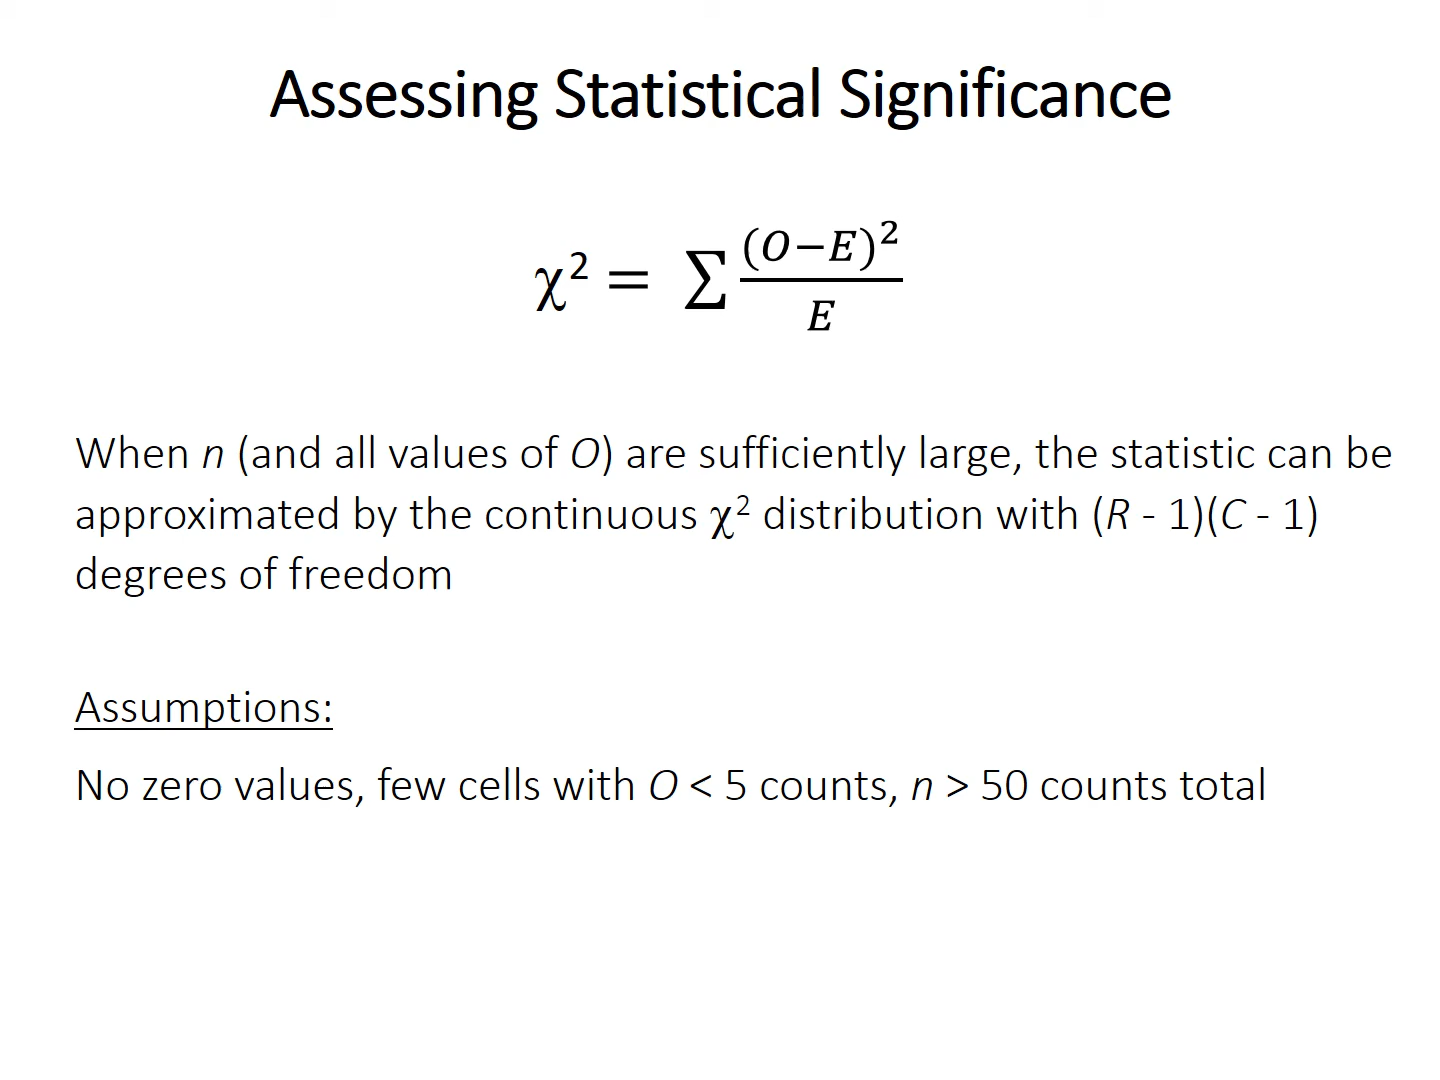 Assessing Statistical Significance
χ² = ∑ (O−E)² / E
When n (and all values of O) are sufficiently large, the statistic can be
approximated by the continuous χ² distribution with (R - 1)(C - 1)
degrees of freedom
Assumptions:
No zero values, few cells with O < 5 counts, n > 50 counts total